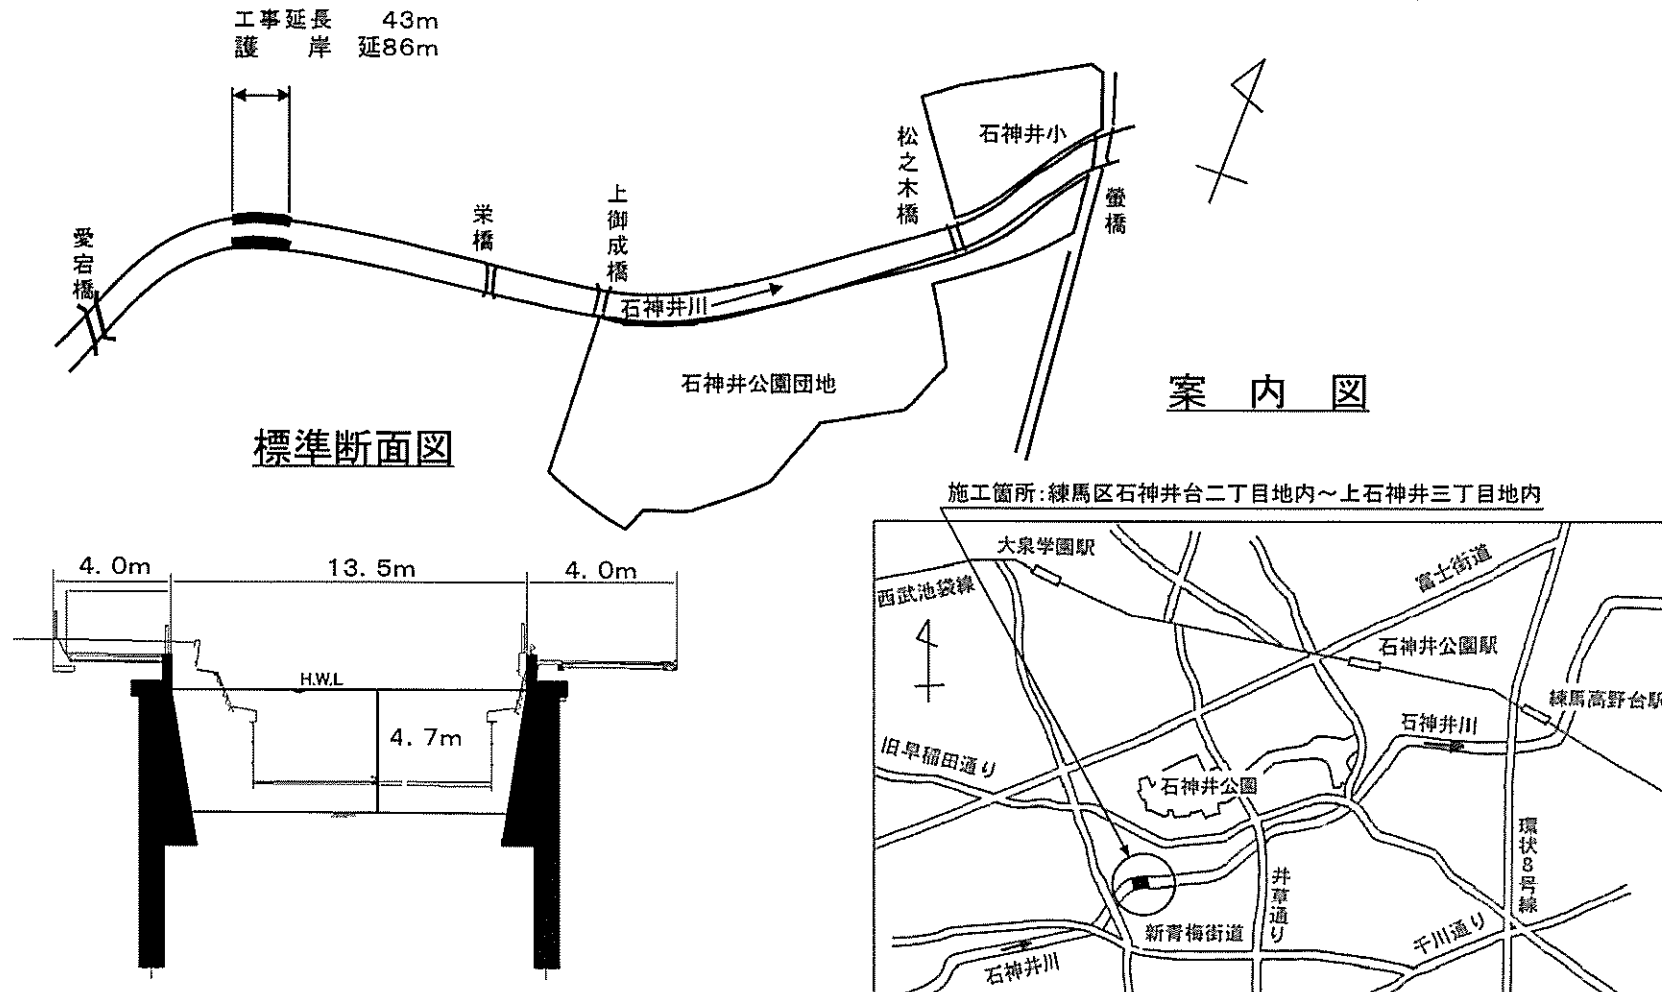 工事延長 43m
護岸 延86m
愛宕橋
栄橋
上御成橋
石神井川
松之木橋
石神井小
螢橋
石神井公園団地
標準断面図
案内図
施工箇所:練馬区石神井台二丁目地内～上石神井三丁目地内
4.0m
13.5m
4.0m
H.W.L
4.7m
大泉学園駅
西武池袋線
富士街道
石神井公園駅
練馬高野台駅
石神井川
旧早稲田通り
石神井公園
環状8号線
井草通り
新青梅街道
千川通り
石神井川